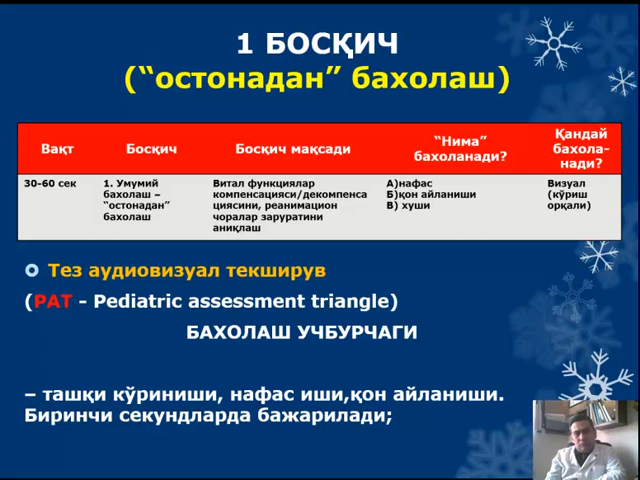 1 БОСҚИЧ
(“остонадан” бахолаш)
Вақт
Босқич
Босқич мақсади
“Нима”
бахоланади?
Қандай
бахола-
нади?
30-60 сек
1. Умумий
бахолаш –
“остонадан”
бахолаш
Витал функциялар
компенсацияси/декомпенса
циясини, реанимацион
чоралар заруратини
аниқлаш
А)нафас
Б)қон айланиши
В) хуши
Визуал
(кўриш
орқали)
Тез аудиовизуал текширув
(PAT - Pediatric assessment triangle)
БАХОЛАШ УЧБУРЧАГИ
– ташқи кўриниши, нафас иши,қон айланиши.
Биринчи секундларда бажарилади;